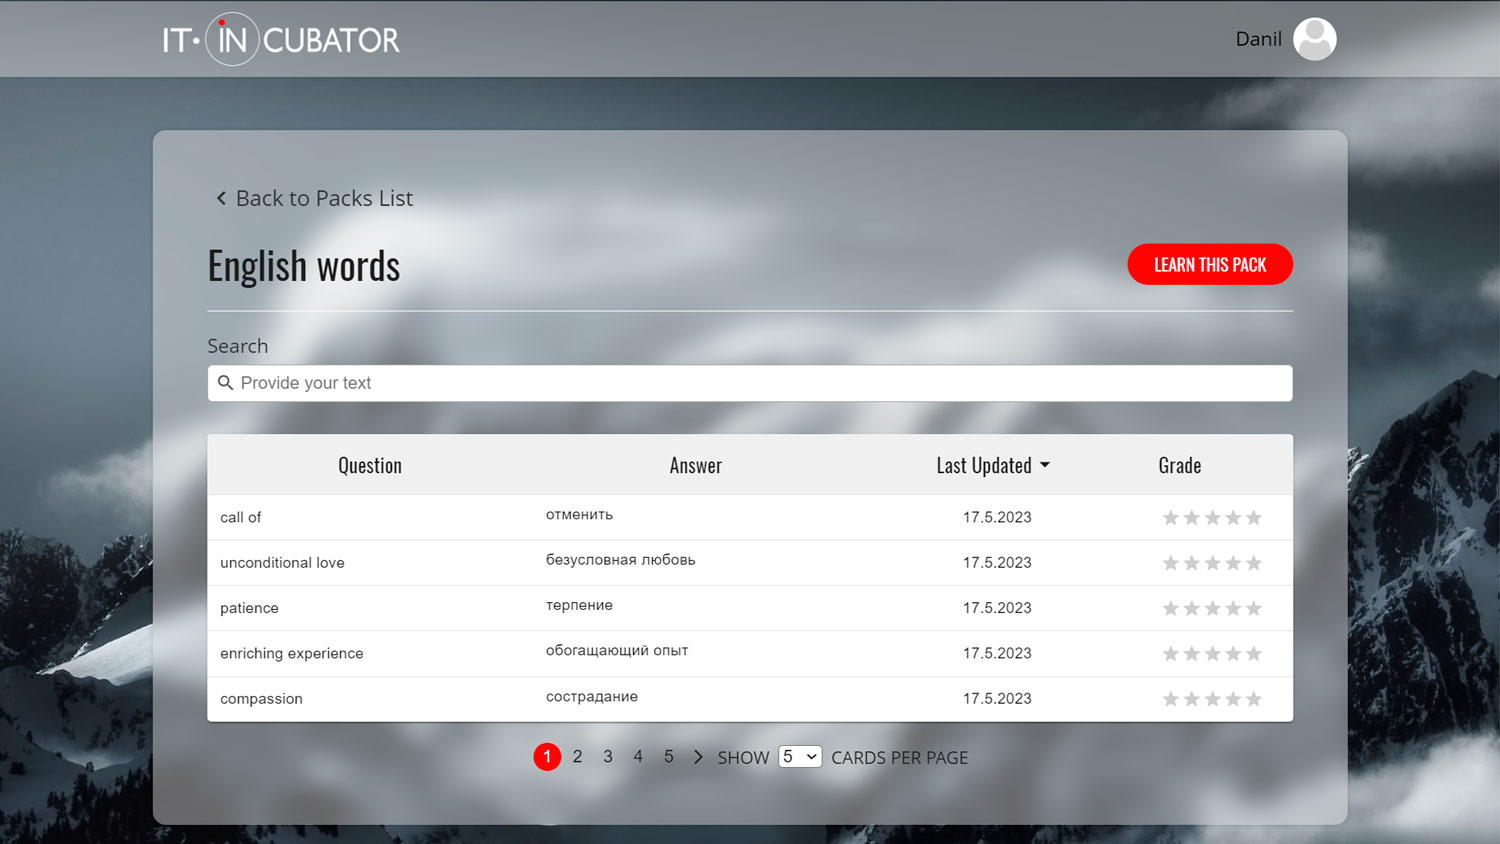 IT·INCUBATOR
Danil
Back to Packs List
English words
LEARN THIS PACK
Search
Provide your text
Question Answer Last Updated Grade
call of отменить 17.5.2023
unconditional love безусловная любовь 17.5.2023
patience терпение 17.5.2023
enriching experience обогащающий опыт 17.5.2023
compassion сострадание 17.5.2023
1 2 3 4 5 SHOW 5 CARDS PER PAGE